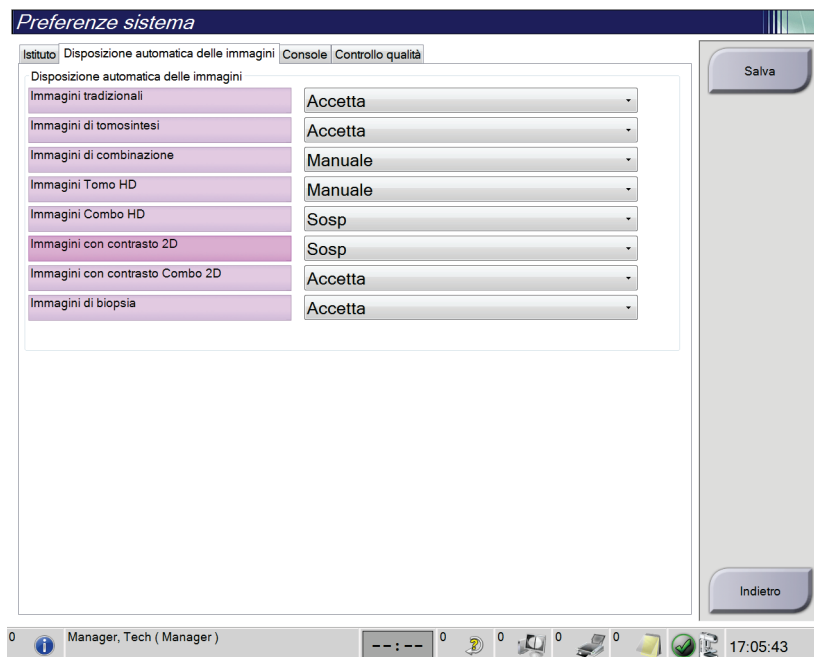 Preferenze sistema
Istituto Disposizione automatica delle immagini Console Controllo qualità
Salva
Disposizione automatica delle immagini
Immagini tradizionali Accetta
Immagini di tomosintesi Accetta
Immagini di combinazione Manuale
Immagini Tomo HD Manuale
Immagini Combo HD Sosp
Immagini con contrasto 2D Sosp
Immagini con contrasto Combo 2D Accetta
Immagini di biopsia Accetta
Indietro
0 Manager, Tech ( Manager ) --:-- 0 0 0 0 17:05:43